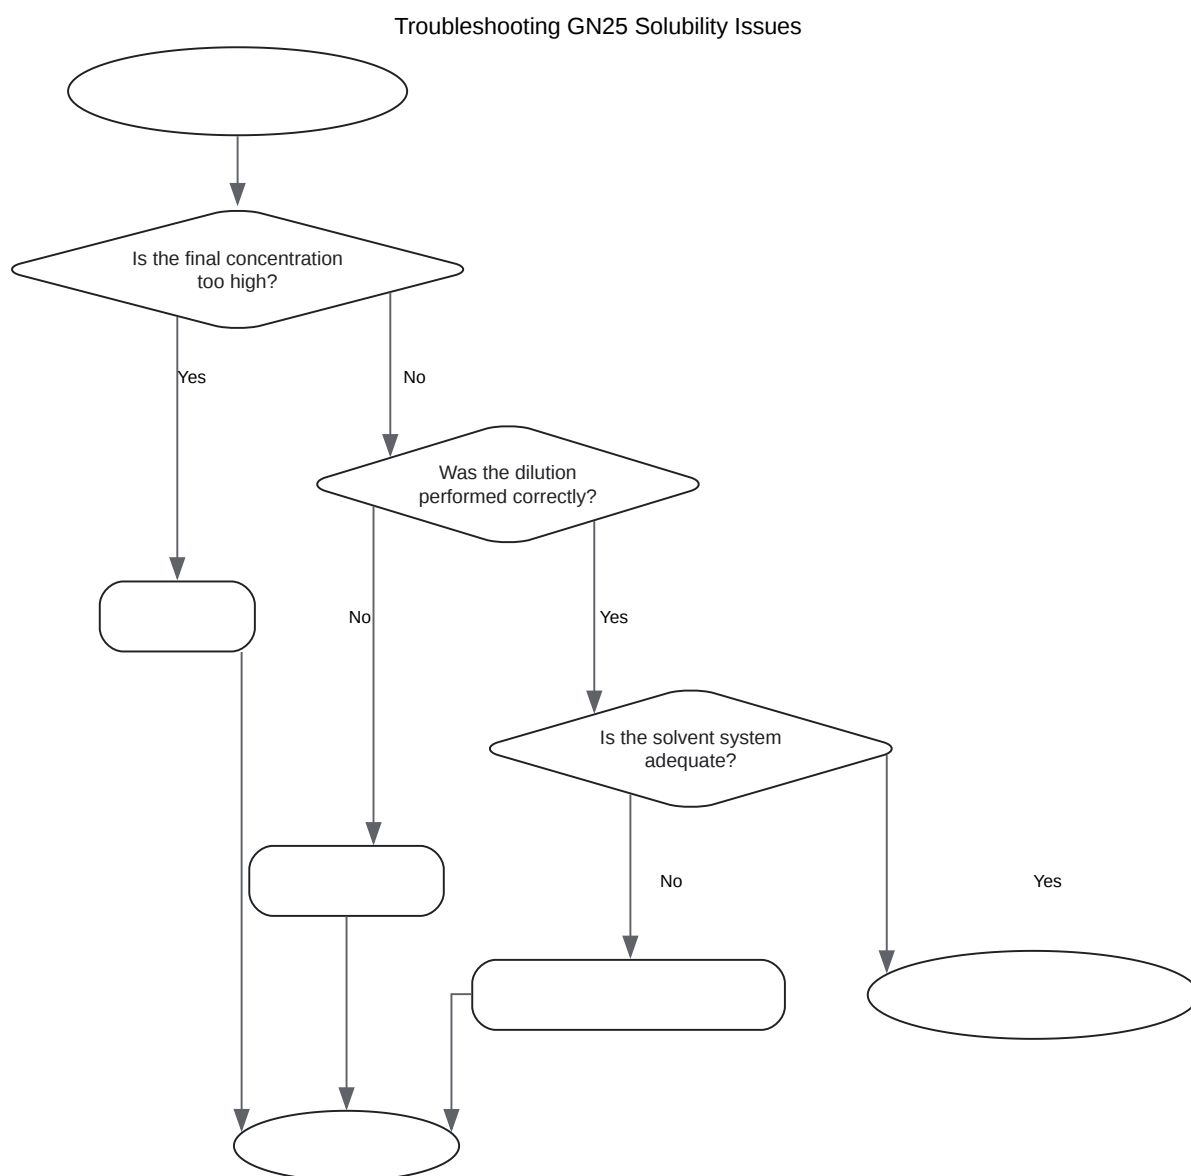 Troubleshooting GN25 Solubility Issues
Is the final concentration
too high?
Yes
No
Was the dilution
performed correctly?
No
Yes
Is the solvent system
adequate?
No
Yes